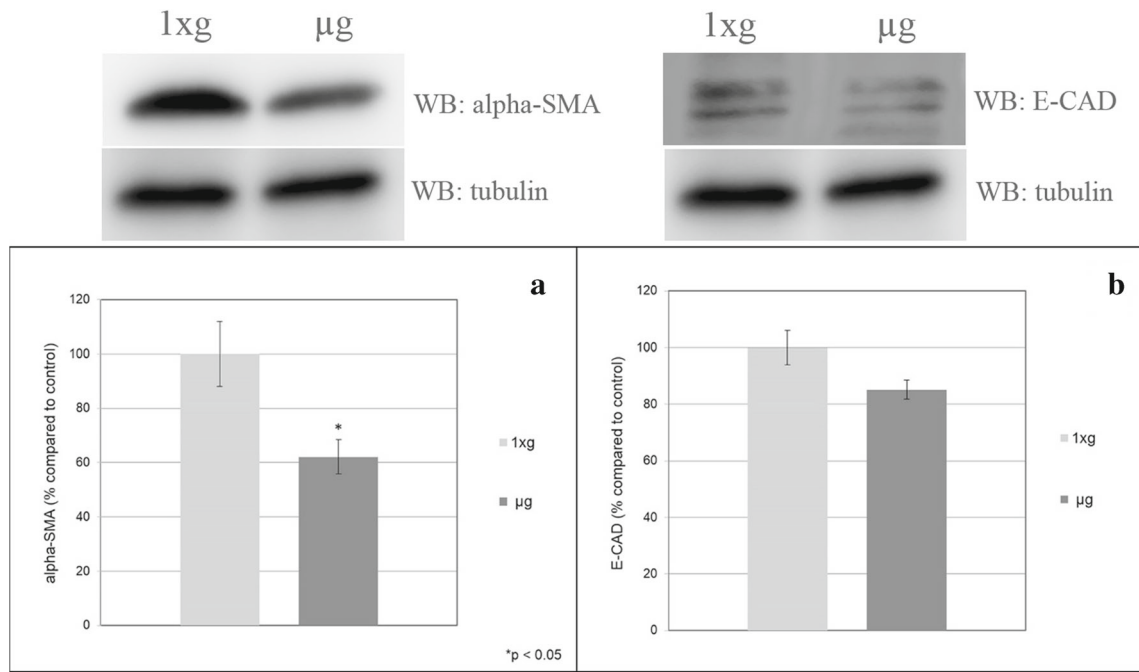 1xg µg
WB: alpha-SMA
WB: tubulin
1xg µg
WB: E-CAD
WB: tubulin
a
alpha-SMA (% compared to control)
120
100
80
60
40
20
0
*
1xg
µg
*p < 0.05
b
E-CAD (% compared to control)
120
100
80
60
40
20
0
1xg
µg